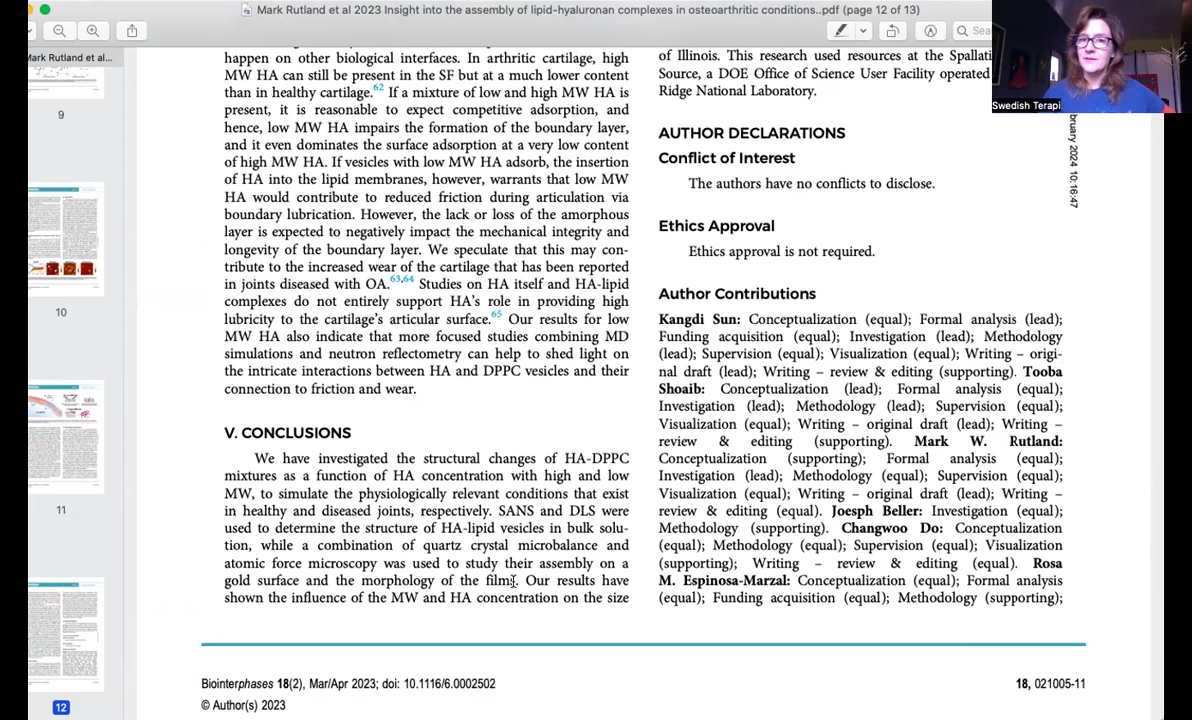 Mark Rutland et al 2023 Insight into the assembly of lipid-hyaluronan complexes in osteoarthritic conditions..pdf (page 12 of 13)
Sea
Mark Rutland et al...
9
10
11
12
happen on other biological interfaces. In arthritic cartilage, high
MW HA can still be present in the SF but at a much lower content
than in healthy cartilage.62 If a mixture of low and high MW HA is
present, it is reasonable to expect competitive adsorption, and
hence, low MW HA impairs the formation of the boundary layer,
and it even dominates the surface adsorption at a very low content
of high MW HA. If vesicles with low MW HA adsorb, the insertion
of HA into the lipid membranes, however, warrants that low MW
HA would contribute to reduced friction during articulation via
boundary lubrication. However, the lack or loss of the amorphous
layer is expected to negatively impact the mechanical integrity and
longevity of the boundary layer. We speculate that this may con-
tribute to the increased wear of the cartilage that has been reported
in joints diseased with OA.63,64 Studies on HA itself and HA-lipid
complexes do not entirely support HA's role in providing high
lubricity to the cartilage's articular surface.65 Our results for low
MW HA also indicate that more focused studies combining MD
simulations and neutron reflectometry can help to shed light on
the intricate interactions between HA and DPPC vesicles and their
connection to friction and wear.
V. CONCLUSIONS
We have investigated the structural changes of HA-DPPC
mixtures as a function of HA concentration with high and low
MW, to simulate the physiologically relevant conditions that exist
in healthy and diseased joints, respectively. SANS and DLS were
used to determine the structure of HA-lipid vesicles in bulk solu-
tion, while a combination of quartz crystal microbalance and
atomic force microscopy was used to study their assembly on a
gold surface and the morphology of the films. Our results have
shown the influence of the MW and HA concentration on the size
of Illinois. This research used resources at the Spallati
Source, a DOE Office of Science User Facility operated
Ridge National Laboratory.
AUTHOR DECLARATIONS
Conflict of Interest
The authors have no conflicts to disclose.
Ethics Approval
Ethics approval is not required.
Author Contributions
Kangdi Sun: Conceptualization (equal); Formal analysis (lead);
Funding acquisition (equal); Investigation (lead); Methodology
(lead); Supervision (equal); Visualization (equal); Writing – origi-
nal draft (lead); Writing – review & editing (supporting). Tooba
Shoaib: Conceptualization (lead); Formal analysis (equal);
Investigation (lead); Methodology (lead); Supervision (equal);
Visualization (equal); Writing – original draft (lead); Writing –
review & editing (supporting). Mark W. Rutland:
Conceptualization (supporting); Formal analysis (equal);
Investigation (lead); Methodology (equal); Supervision (equal);
Visualization (equal); Writing – original draft (lead); Writing –
review & editing (equal). Joesph Beller: Investigation (equal);
Methodology (supporting). Changwoo Do: Conceptualization
(equal); Methodology (equal); Supervision (equal); Visualization
(supporting); Writing – review & editing (equal). Rosa
M. Espinosa-Marzal: Conceptualization (equal); Formal analysis
(equal); Funding acquisition (equal); Methodology (supporting);
bruary 2024 10:16:47
Swedish Terapi
Biointerphases 18(2), Mar/Apr 2023; doi: 10.1116/6.0002502
18, 021005-11
© Author(s) 2023